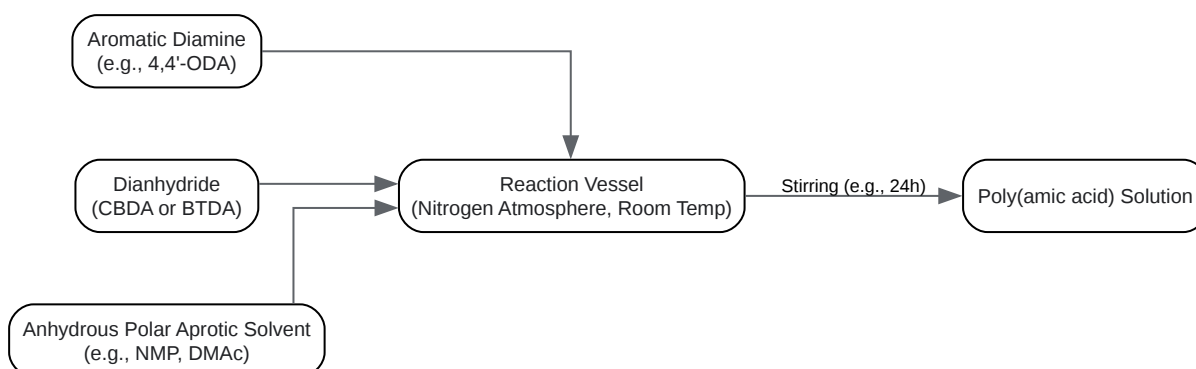 Aromatic Diamine
(e.g., 4,4'-ODA)
Dianhydride
(CBDA or BTDA)
Reaction Vessel
(Nitrogen Atmosphere, Room Temp)
Stirring (e.g., 24h)
Poly(amic acid) Solution
Anhydrous Polar Aprotic Solvent
(e.g., NMP, DMAc)